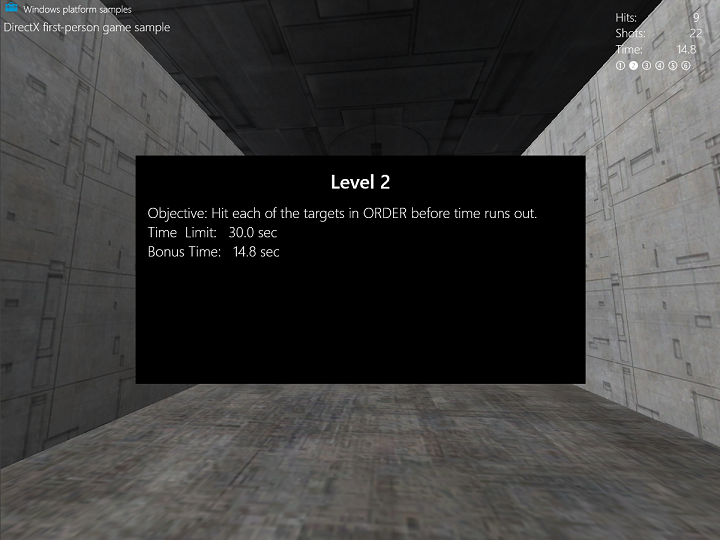 Windows platform samples
DirectX first-person game sample
Hits: 9
Shots: 22
Time: 14.8
① ❷ ③ ④ ⑤ ⑥
Level 2
Objective: Hit each of the targets in ORDER before time runs out.
Time Limit: 30.0 sec
Bonus Time: 14.8 sec